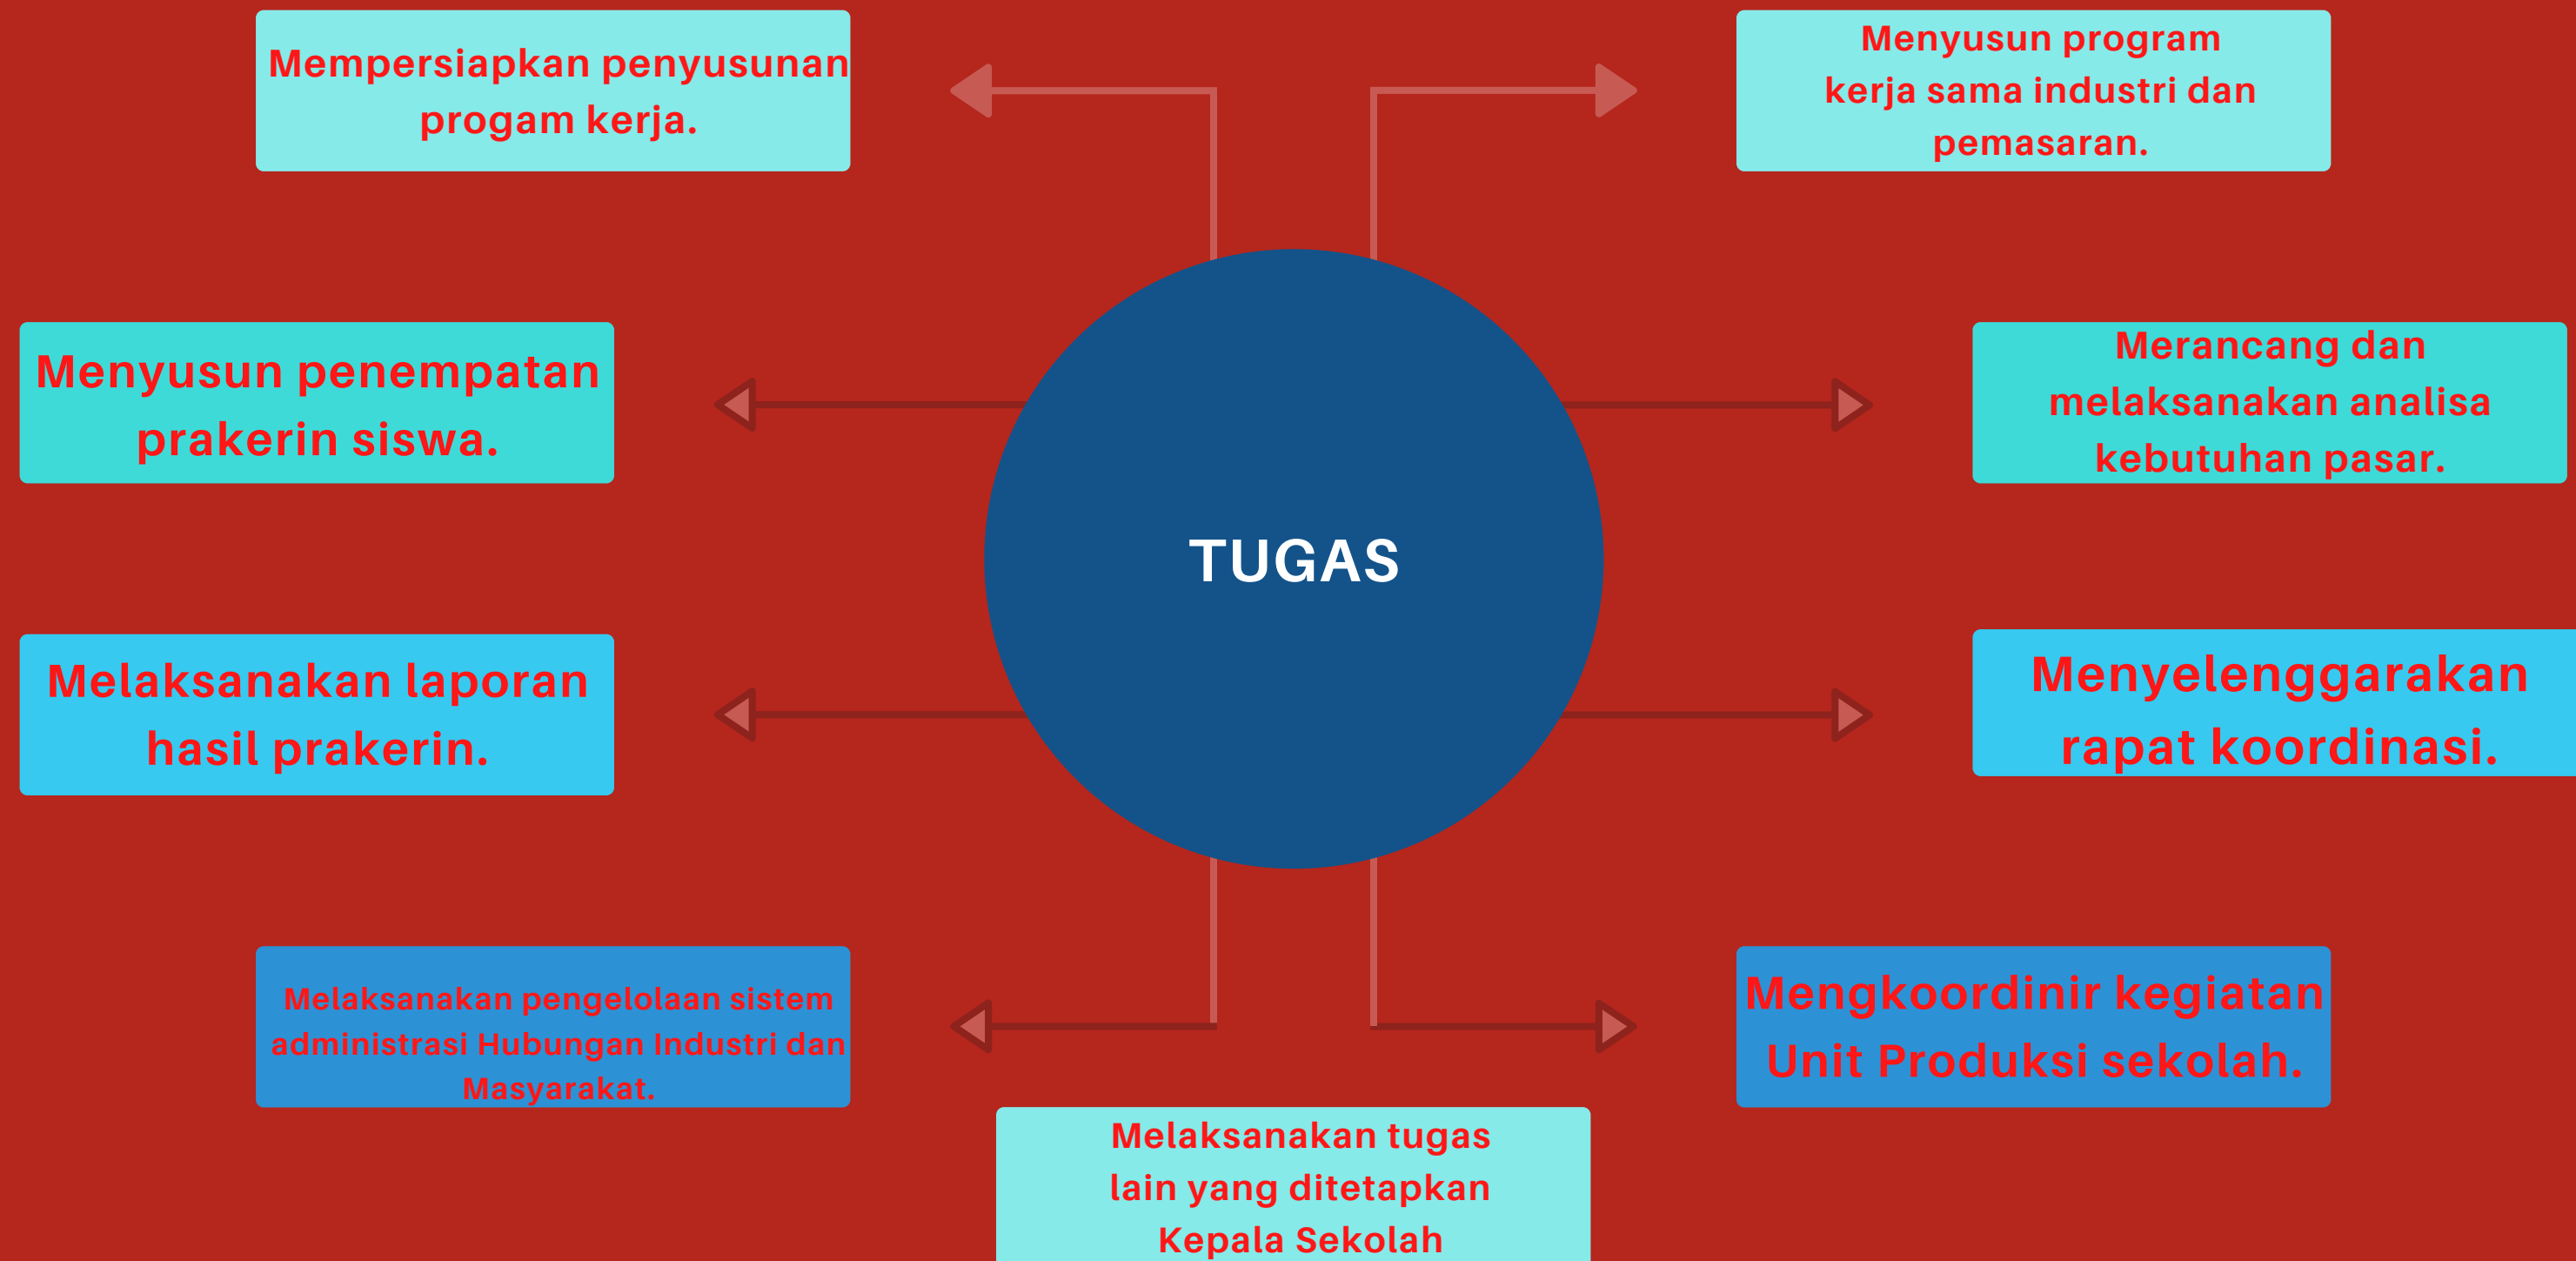 Mempersiapkan penyusunan
progam kerja.
Menyusun program
kerja sama industri dan
pemasaran.
Menyusun penempatan
prakerin siswa.
Merancang dan
melaksanakan analisa
kebutuhan pasar.
TUGAS
Melaksanakan laporan
hasil prakerin.
Menyelenggarakan
rapat koordinasi.
Melaksanakan pengelolaan sistem
administrasi Hubungan Industri dan
Masyarakat.
Mengkoordinir kegiatan
Unit Produksi sekolah.
Melaksanakan tugas
lain yang ditetapkan
Kepala Sekolah